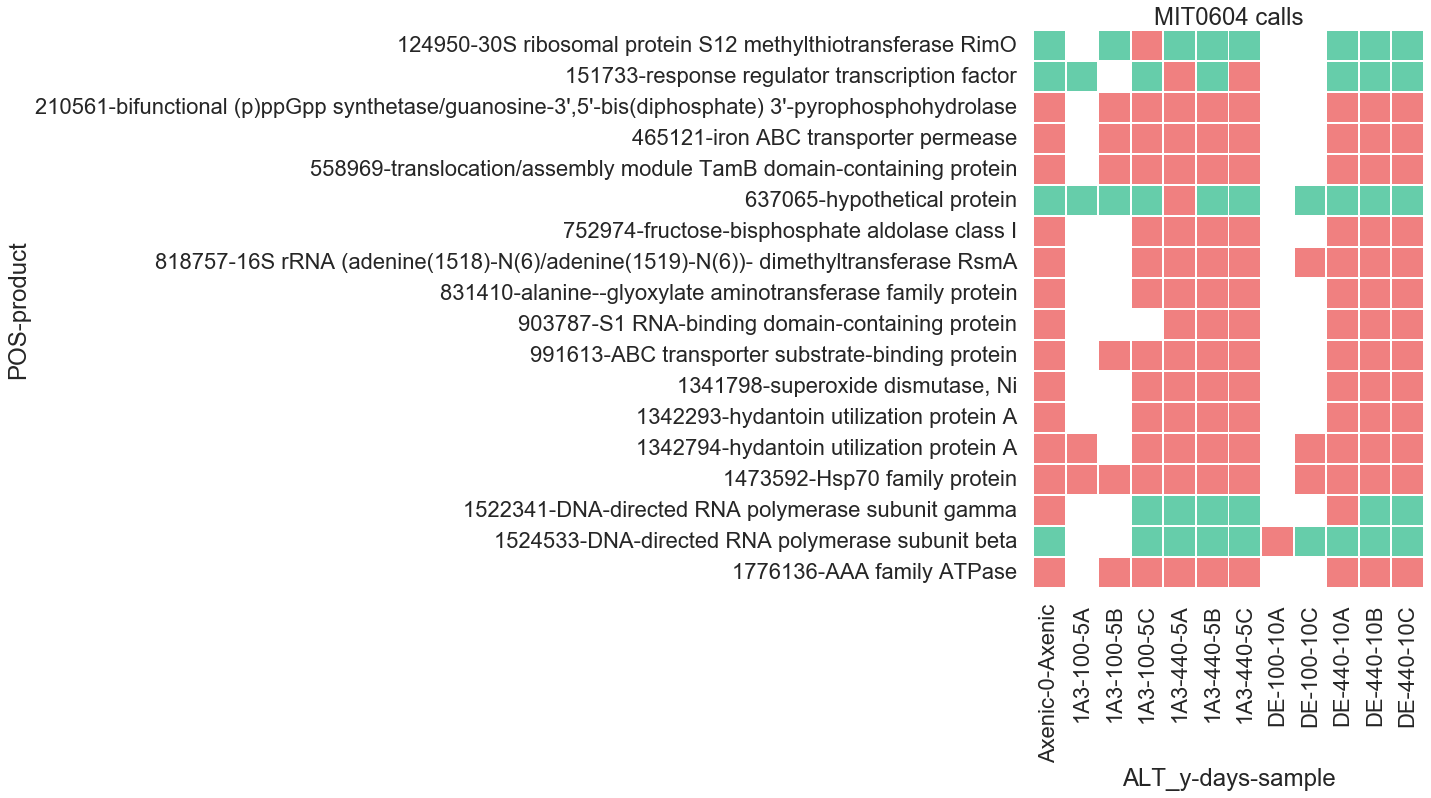 MIT0604 calls
124950-30S ribosomal protein S12 methylthiotransferase RimO
151733-response regulator transcription factor
210561-bifunctional (p)ppGpp synthetase/guanosine-3',5'-bis(diphosphate) 3'-pyrophosphohydrolase
465121-iron ABC transporter permease
558969-translocation/assembly module TamB domain-containing protein
637065-hypothetical protein
752974-fructose-bisphosphate aldolase class I
818757-16S rRNA (adenine(1518)-N(6)/adenine(1519)-N(6))- dimethyltransferase RsmA
831410-alanine--glyoxylate aminotransferase family protein
903787-S1 RNA-binding domain-containing protein
991613-ABC transporter substrate-binding protein
1341798-superoxide dismutase, Ni
1342293-hydantoin utilization protein A
1342794-hydantoin utilization protein A
1473592-Hsp70 family protein
1522341-DNA-directed RNA polymerase subunit gamma
1524533-DNA-directed RNA polymerase subunit beta
1776136-AAA family ATPase
POS-product
Axenic-0-Axenic
1A3-100-5A
1A3-100-5B
1A3-100-5C
1A3-440-5A
1A3-440-5B
1A3-440-5C
DE-100-10A
DE-100-10C
DE-440-10A
DE-440-10B
DE-440-10C
ALT_y-days-sample